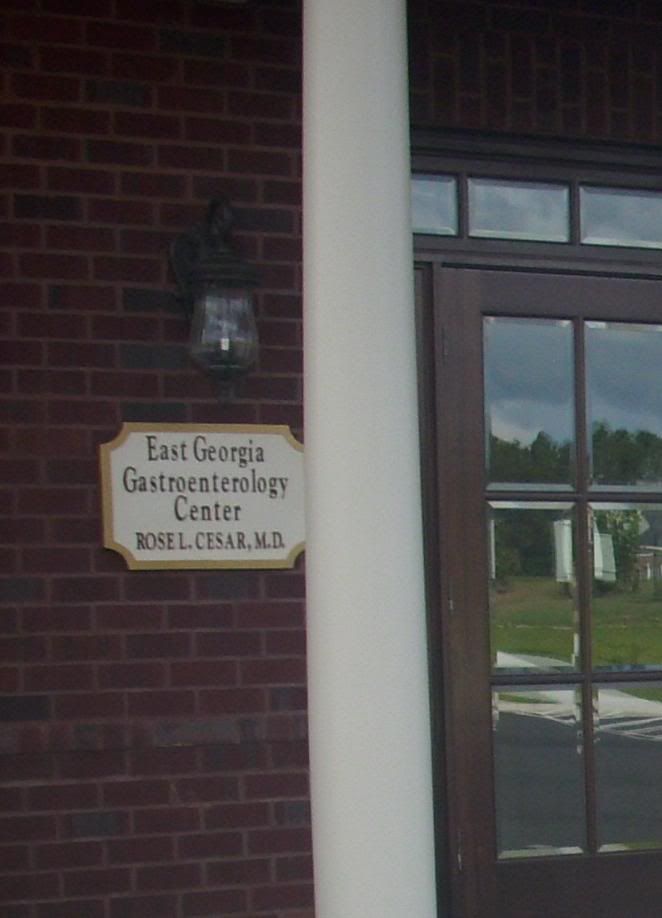 East Georgia
Gastroenterology
Center
ROSE L. CESAR, M.D.